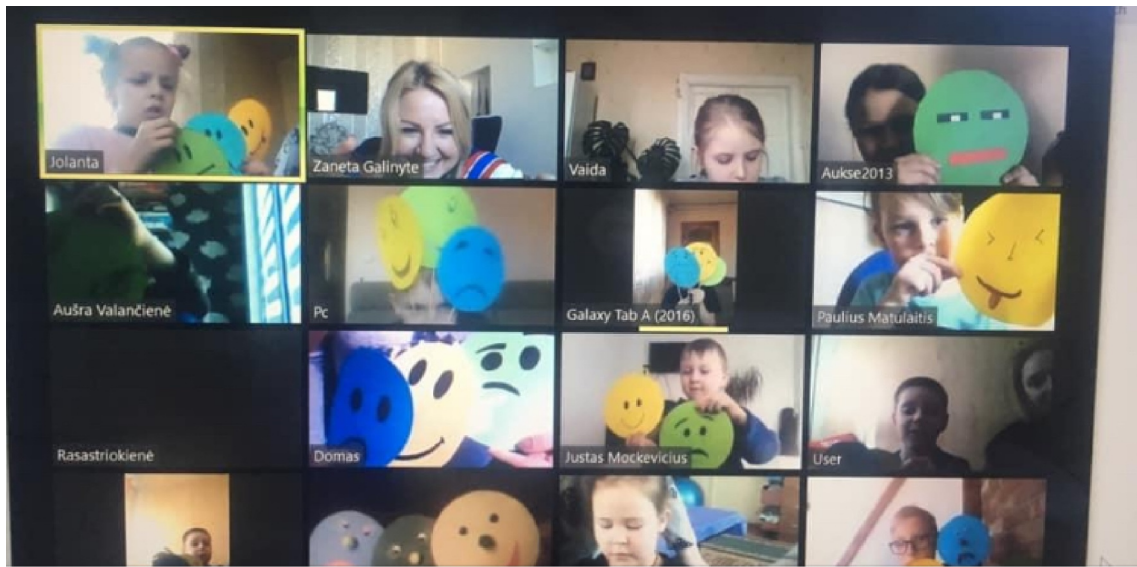 Jolanta
Zaneta Galinyte
Vaida
Aukse2013
Aušra Valančienė
Pc
Galaxy Tab A (2016)
Paulius Matulaitis
Rasastriokienė
Domas
Justas Mockevicius
User